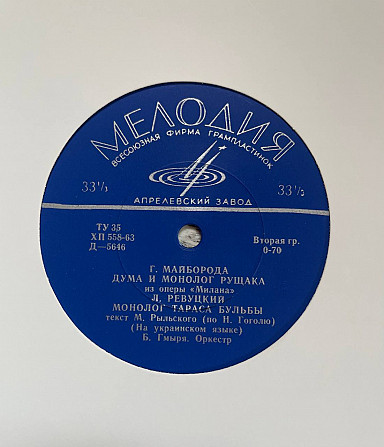 МЕЛОДИЯ
ВСЕСОЮЗНАЯ ФИРМА ГРАМПЛАСТИНОК
33⅓ 33⅓
АПРЕЛЕВСКИЙ ЗАВОД
ТУ 35
ХП 558-63
Д—5646
Вторая гр.
0-70
Г. МАЙБОРОДА
ДУМА И МОНОЛОГ РУЩАКА
из оперы «Милана»
Л. РЕВУЦКИЙ
МОНОЛОГ ТАРАСА БУЛЬБЫ
текст М. Рыльского (по Н. Гоголю)
(На украинском языке)
Б. Гмыря. Оркестр